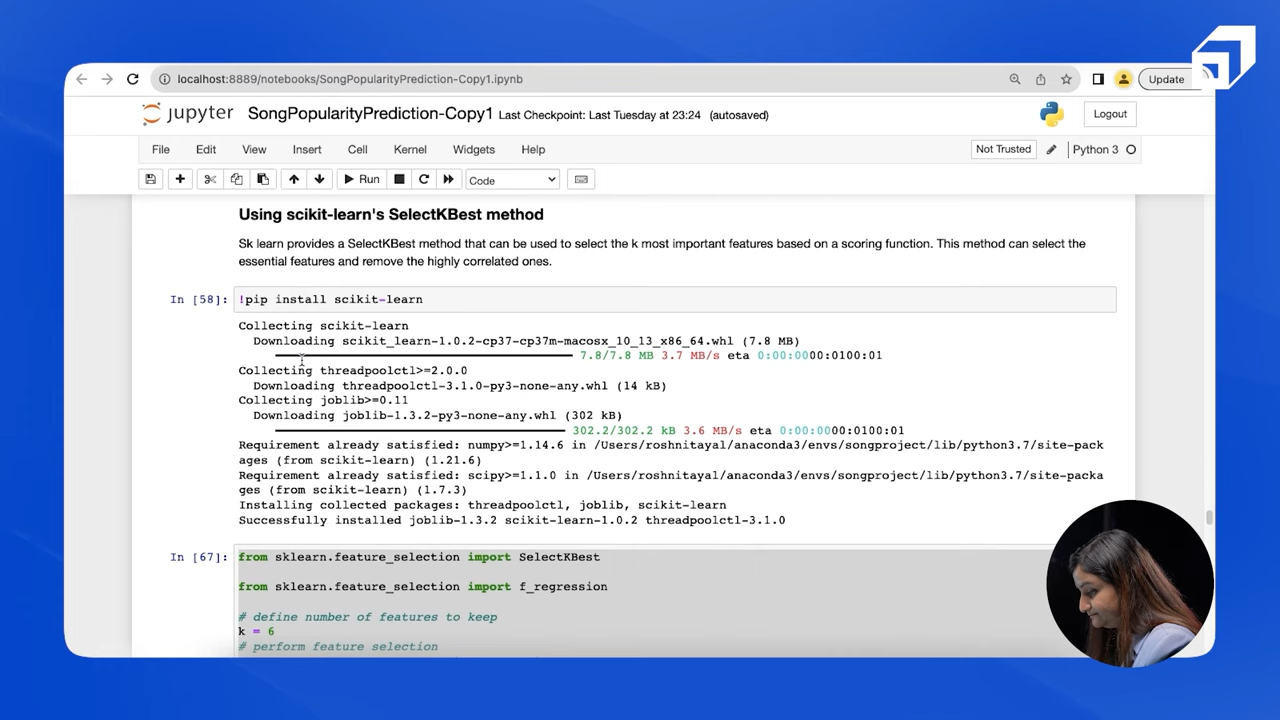 localhost:8889/notebooks/SongPopularityPrediction-Copy1.ipynb
Update
jupyter SongPopularityPrediction-Copy1 Last Checkpoint: Last Tuesday at 23:24 (autosaved)
Logout
File Edit View Insert Cell Kernel Widgets Help
Not Trusted
Python 3
Run
Code
Using scikit-learn's SelectKBest method
Sk learn provides a SelectKBest method that can be used to select the k most important features based on a scoring function. This method can select the
essential features and remove the highly correlated ones.
In [58]: !pip install scikit-learn
Collecting scikit-learn
Downloading scikit_learn-1.0.2-cp37-cp37m-macosx_10_13_x86_64.whl (7.8 MB)
7.8/7.8 MB 3.7 MB/s eta 0:00:0000:0100:01
Collecting threadpoolctl>=2.0.0
Downloading threadpoolctl-3.1.0-py3-none-any.whl (14 kB)
Collecting joblib>=0.11
Downloading joblib-1.3.2-py3-none-any.whl (302 kB)
302.2/302.2 kB 3.6 MB/s eta 0:00:0000:0100:01
Requirement already satisfied: numpy>=1.14.6 in /Users/roshnitayal/anaconda3/envs/songproject/lib/python3.7/site-pack
ages (from scikit-learn) (1.21.6)
Requirement already satisfied: scipy>=1.1.0 in /Users/roshnitayal/anaconda3/envs/songproject/lib/python3.7/site-packa
ges (from scikit-learn) (1.7.3)
Installing collected packages: threadpoolctl, joblib, scikit-learn
Successfully installed joblib-1.3.2 scikit-learn-1.0.2 threadpoolctl-3.1.0
In [67]: from sklearn.feature_selection import SelectKBest
from sklearn.feature_selection import f_regression
# define number of features to keep
k = 6
# perform feature selection